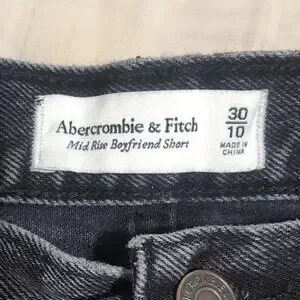 Abercrombie & Fitch
Mid Rise Boyfriend Short
30
10
MADE IN
CHINA